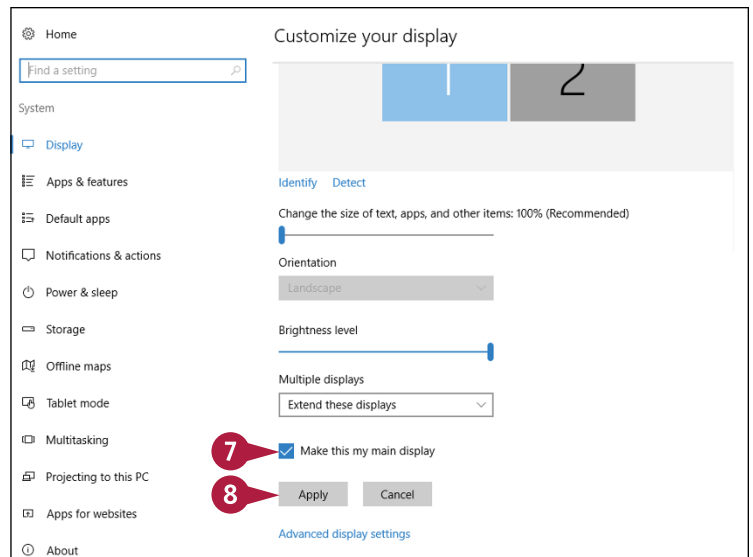 Home
Find a setting
System
Display
Apps & features
Default apps
Notifications & actions
Power & sleep
Storage
Offline maps
Tablet mode
Multitasking
Projecting to this PC
Apps for websites
About
Customize your display
1 2
Identify Detect
Change the size of text, apps, and other items: 100% (Recommended)
Orientation
Landscape
Brightness level
Multiple displays
Extend these displays
7 Make this my main display
8 Apply Cancel
Advanced display settings